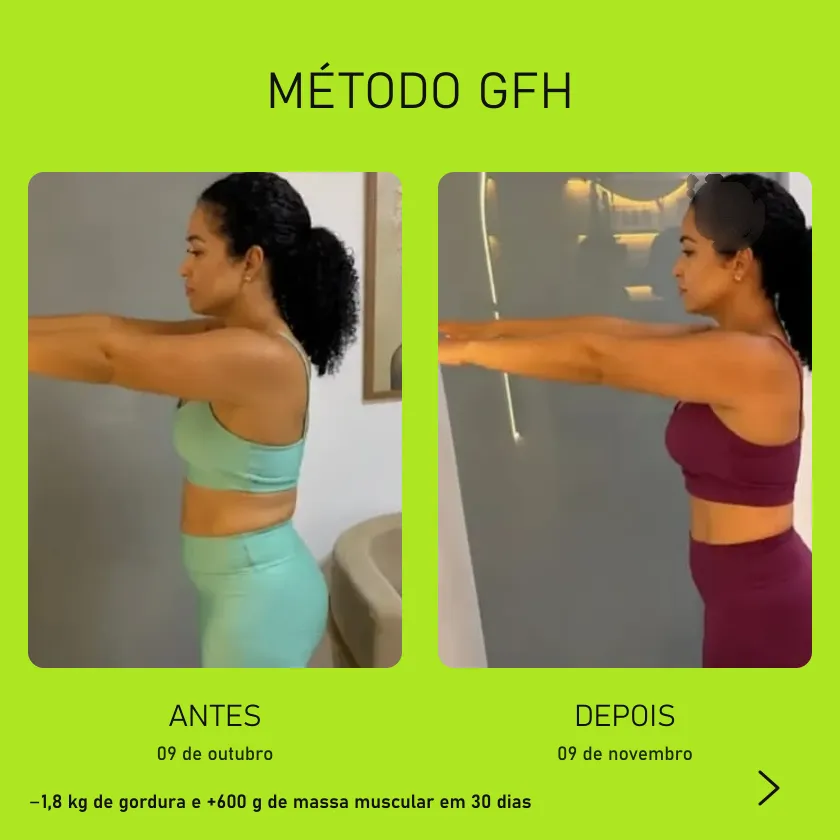 MÉTODO GFH
ANTES
09 de outubro
DEPOIS
09 de novembro
–1,8 kg de gordura e +600 g de massa muscular em 30 dias